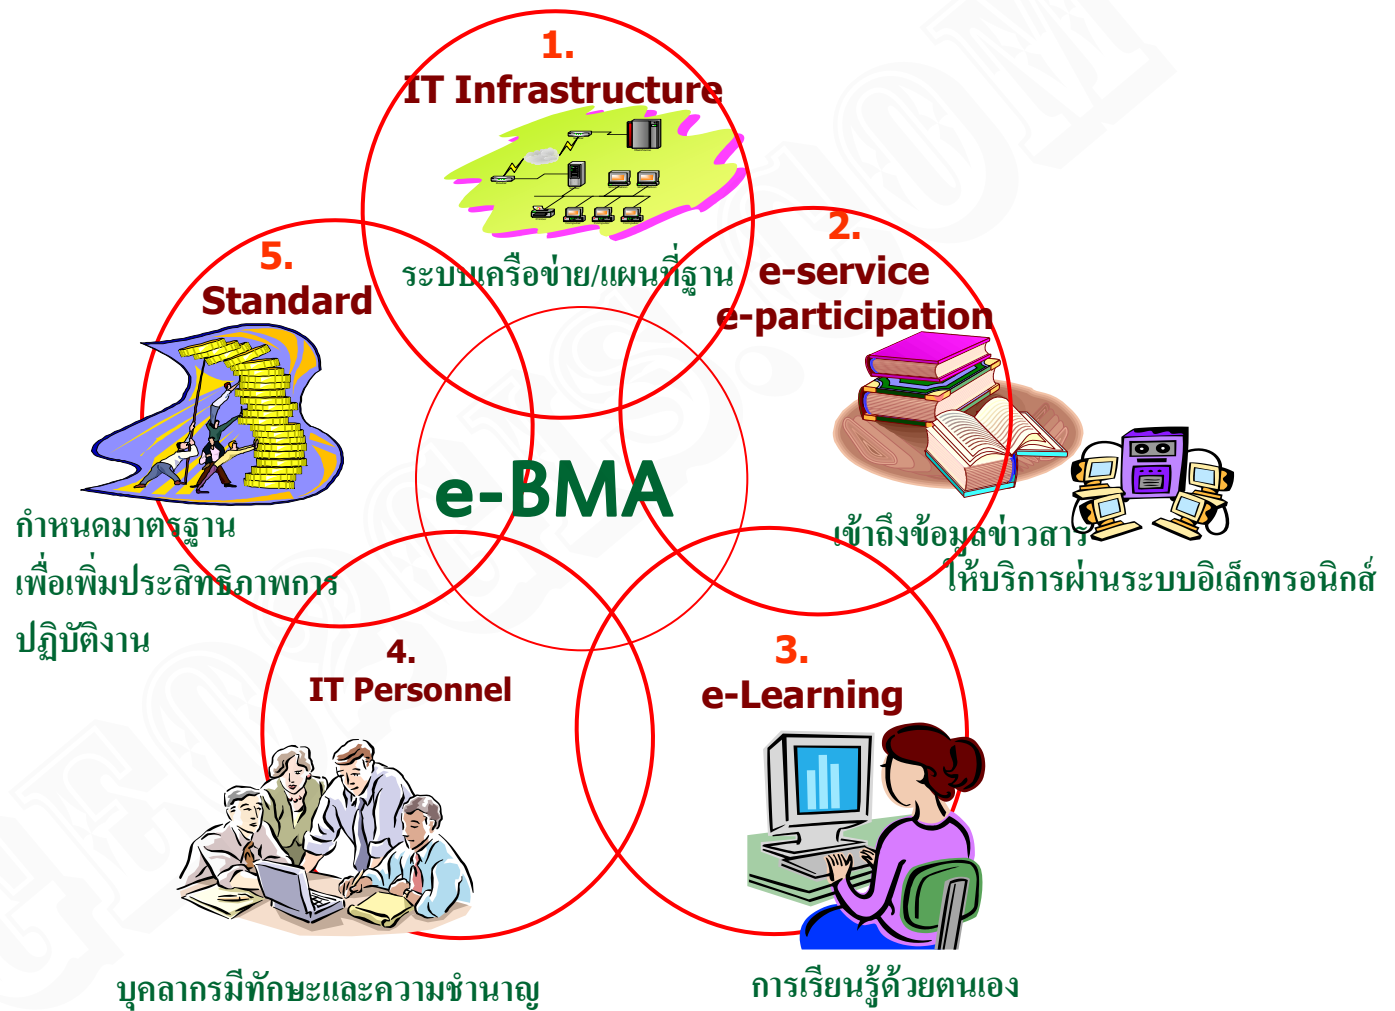 1.
IT Infrastructure
ระบบเครือข่าย/แผนที่ฐาน
2.
e-service
e-participation
เข้าถึงข้อมูลข่าวสาร
ให้บริการผ่านระบบอิเล็กทรอนิกส์
5.
Standard
กำหนดมาตรฐาน
เพื่อเพิ่มประสิทธิภาพการ
ปฏิบัติงาน
e-BMA
4.
IT Personnel
บุคลากรมีทักษะและความชำนาญ
3.
e-Learning
การเรียนรู้ด้วยตนเอง